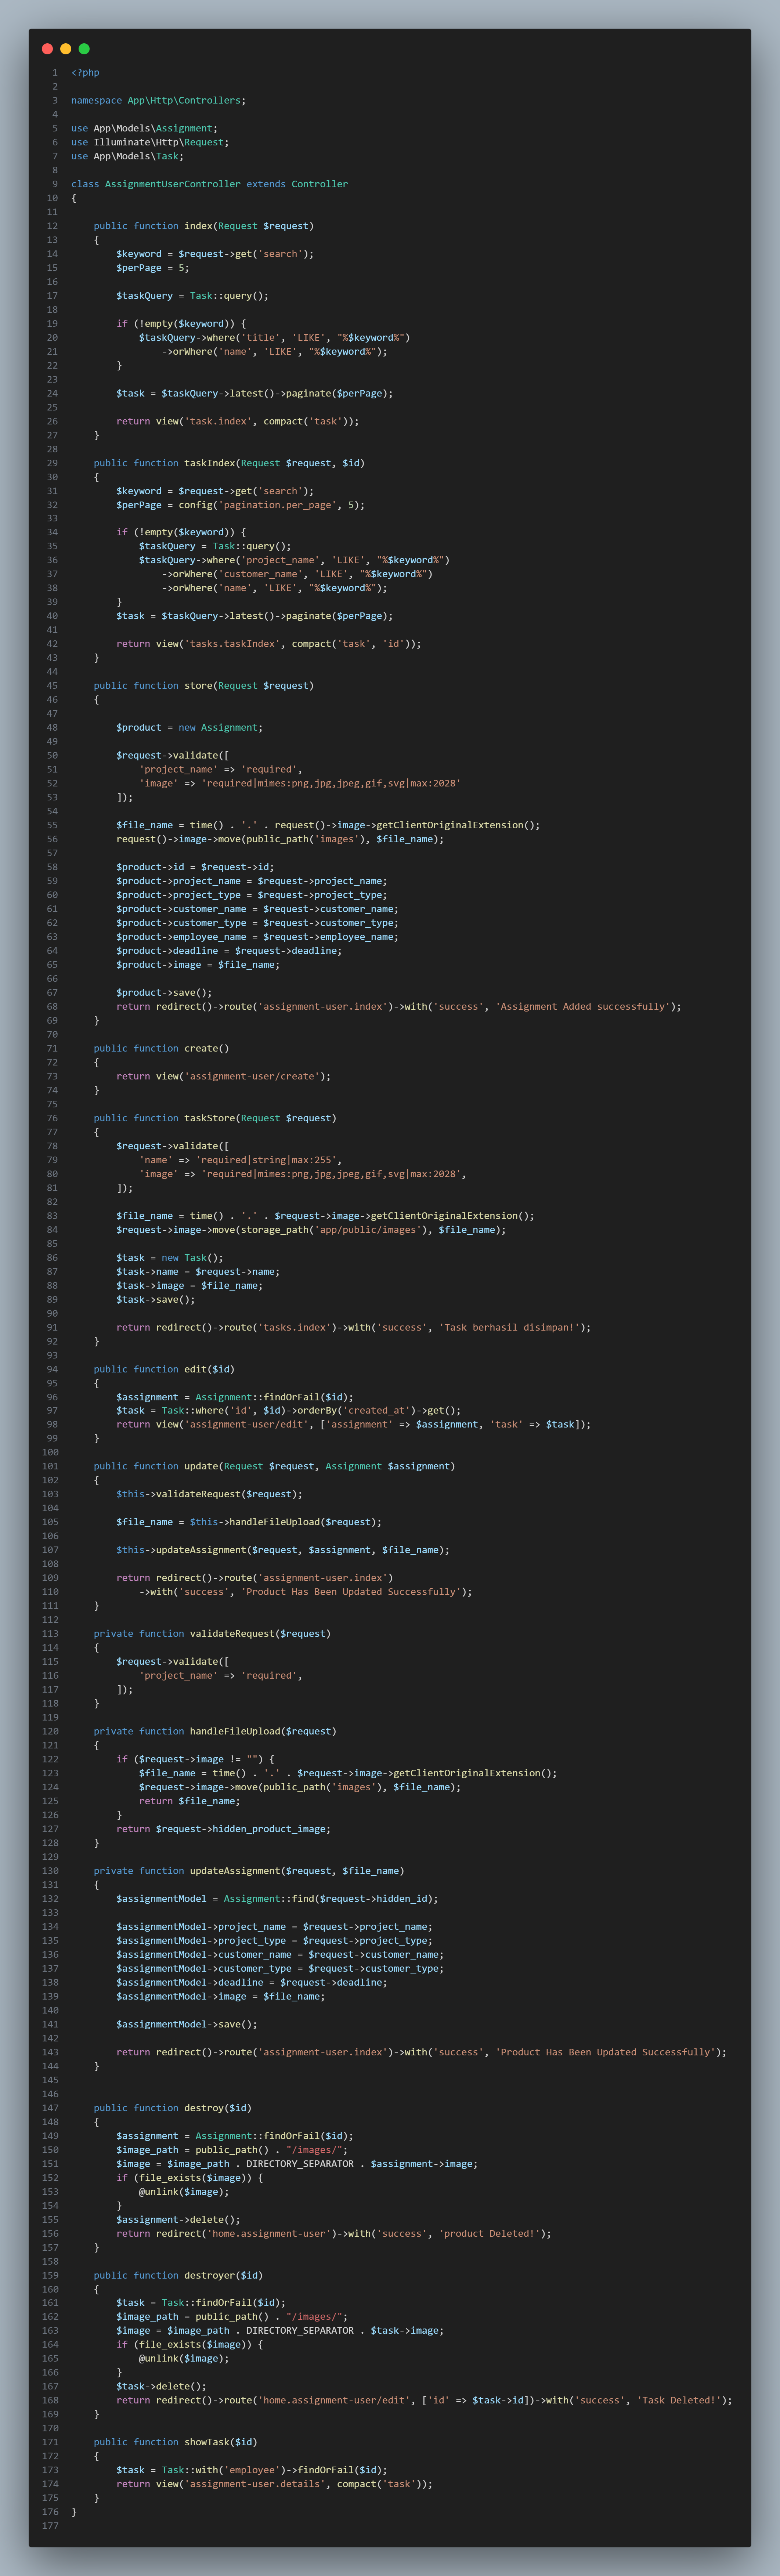 1 <?php
2
3 namespace App\Http\Controllers;
4
5 use App\Models\Assignment;
6 use Illuminate\Http\Request;
7 use App\Models\Task;
8
9 class AssignmentUserController extends Controller
10 {
11
12     public function index(Request $request)
13     {
14         $keyword = $request->get('search');
15         $perPage = 5;
16
17         $taskQuery = Task::query();
18
19         if (!empty($keyword)) {
20             $taskQuery->where('title', 'LIKE', "%$keyword%")
21                 ->orWhere('name', 'LIKE', "%$keyword%");
22         }
23
24         $task = $taskQuery->latest()->paginate($perPage);
25
26         return view('task.index', compact('task'));
27     }
28
29     public function taskIndex(Request $request, $id)
30     {
31         $keyword = $request->get('search');
32         $perPage = config('pagination.per_page', 5);
33
34         if (!empty($keyword)) {
35             $taskQuery = Task::query();
36             $taskQuery->where('project_name', 'LIKE', "%$keyword%")
37                 ->orWhere('customer_name', 'LIKE', "%$keyword%")
38                 ->orWhere('name', 'LIKE', "%$keyword%");
39         }
40         $task = $taskQuery->latest()->paginate($perPage);
41
42         return view('tasks.taskIndex', compact('task', 'id'));
43     }
44
45     public function store(Request $request)
46     {
47
48         $product = new Assignment;
49
50         $request->validate([
51             'project_name' => 'required',
52             'image' => 'required|mimes:png,jpg,jpeg,gif,svg|max:2028'
53         ]);
54
55         $file_name = time() . '.' . request()->image->getClientOriginalExtension();
56         request()->image->move(public_path('images'), $file_name);
57
58         $product->id = $request->id;
59         $product->project_name = $request->project_name;
60         $product->project_type = $request->project_type;
61         $product->customer_name = $request->customer_name;
62         $product->customer_type = $request->customer_type;
63         $product->employee_name = $request->employee_name;
64         $product->deadline = $request->deadline;
65         $product->image = $file_name;
66
67         $product->save();
68         return redirect()->route('assignment-user.index')->with('success', 'Assignment Added successfully');
69     }
70
71     public function create()
72     {
73         return view('assignment-user/create');
74     }
75
76     public function taskStore(Request $request)
77     {
78         $request->validate([
79             'name' => 'required|string|max:255',
80             'image' => 'required|mimes:png,jpg,jpeg,gif,svg|max:2028',
81         ]);
82
83         $file_name = time() . '.' . $request->image->getClientOriginalExtension();
84         $request->image->move(storage_path('app/public/images'), $file_name);
85
86         $task = new Task();
87         $task->name = $request->name;
88         $task->image = $file_name;
89         $task->save();
90
91         return redirect()->route('tasks.index')->with('success', 'Task berhasil disimpan!');
92     }
93
94     public function edit($id)
95     {
96         $assignment = Assignment::findOrFail($id);
97         $task = Task::where('id', $id)->orderBy('created_at')->get();
98         return view('assignment-user/edit', ['assignment' => $assignment, 'task' => $task]);
99     }
100
101     public function update(Request $request, Assignment $assignment)
102     {
103         $this->validateRequest($request);
104
105         $file_name = $this->handleFileUpload($request);
106
107         $this->updateAssignment($request, $assignment, $file_name);
108
109         return redirect()->route('assignment-user.index')
110             ->with('success', 'Product Has Been Updated Successfully');
111     }
112
113     private function validateRequest($request)
114     {
115         $request->validate([
116             'project_name' => 'required',
117         ]);
118     }
119
120     private function handleFileUpload($request)
121     {
122         if ($request->image != "") {
123             $file_name = time() . '.' . $request->image->getClientOriginalExtension();
124             $request->image->move(public_path('images'), $file_name);
125             return $file_name;
126         }
127         return $request->hidden_product_image;
128     }
129
130     private function updateAssignment($request, $file_name)
131     {
132         $assignmentModel = Assignment::find($request->hidden_id);
133
134         $assignmentModel->project_name = $request->project_name;
135         $assignmentModel->project_type = $request->project_type;
136         $assignmentModel->customer_name = $request->customer_name;
137         $assignmentModel->customer_type = $request->customer_type;
138         $assignmentModel->deadline = $request->deadline;
139         $assignmentModel->image = $file_name;
140
141         $assignmentModel->save();
142
143         return redirect()->route('assignment-user.index')->with('success', 'Product Has Been Updated Successfully');
144     }
145
146
147     public function destroy($id)
148     {
149         $assignment = Assignment::findOrFail($id);
150         $image_path = public_path() . "/images/";
151         $image = $image_path . DIRECTORY_SEPARATOR . $assignment->image;
152         if (file_exists($image)) {
153             @unlink($image);
154         }
155         $assignment->delete();
156         return redirect('home.assignment-user')->with('success', 'product Deleted!');
157     }
158
159     public function destroyer($id)
160     {
161         $task = Task::findOrFail($id);
162         $image_path = public_path() . "/images/";
163         $image = $image_path . DIRECTORY_SEPARATOR . $task->image;
164         if (file_exists($image)) {
165             @unlink($image);
166         }
167         $task->delete();
168         return redirect()->route('home.assignment-user/edit', ['id' => $task->id])->with('success', 'Task Deleted!');
169     }
170
171     public function showTask($id)
172     {
173         $task = Task::with('employee')->findOrFail($id);
174         return view('assignment-user.details', compact('task'));
175     }
176 }
177